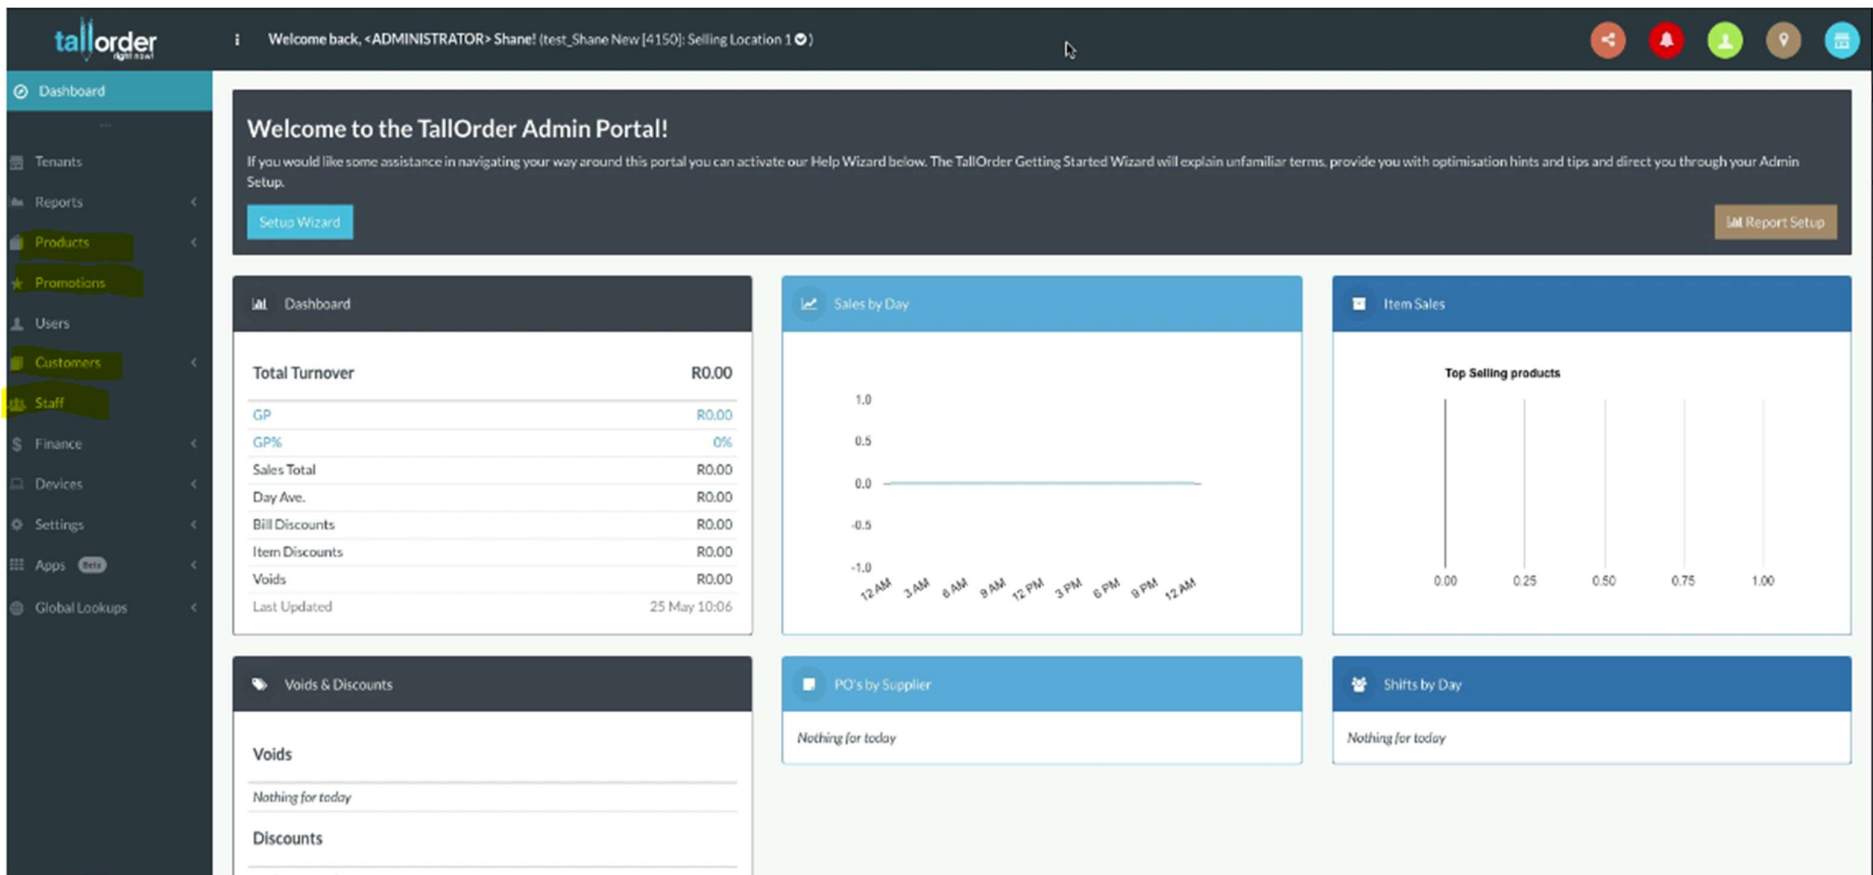 tallorder
right now!
Welcome back, <ADMINISTRATOR> Shane! (test_Shane New [4150]: Selling Location 1)
Dashboard
...
Tenants
Reports
Products
Promotions
Users
Customers
Staff
Finance
Devices
Settings
Apps Beta
Global Lookups
Welcome to the TallOrder Admin Portal!
If you would like some assistance in navigating your way around this portal you can activate our Help Wizard below. The TallOrder Getting Started Wizard will explain unfamiliar terms, provide you with optimisation hints and tips and direct you through your Admin
Setup.
Setup Wizard
Report Setup
Dashboard
Total Turnover R0.00
GP R0.00
GP% 0%
Sales Total R0.00
Day Ave. R0.00
Bill Discounts R0.00
Item Discounts R0.00
Voids R0.00
Last Updated 25 May 10:06
Sales by Day
1.0
0.5
0.0
-0.5
-1.0
12 AM 3 AM 6 AM 9 AM 12 PM 3 PM 6 PM 9 PM 12 AM
Item Sales
Top Selling products
0.00 0.25 0.50 0.75 1.00
Voids & Discounts
Voids
Nothing for today
Discounts
PO's by Supplier
Nothing for today
Shifts by Day
Nothing for today